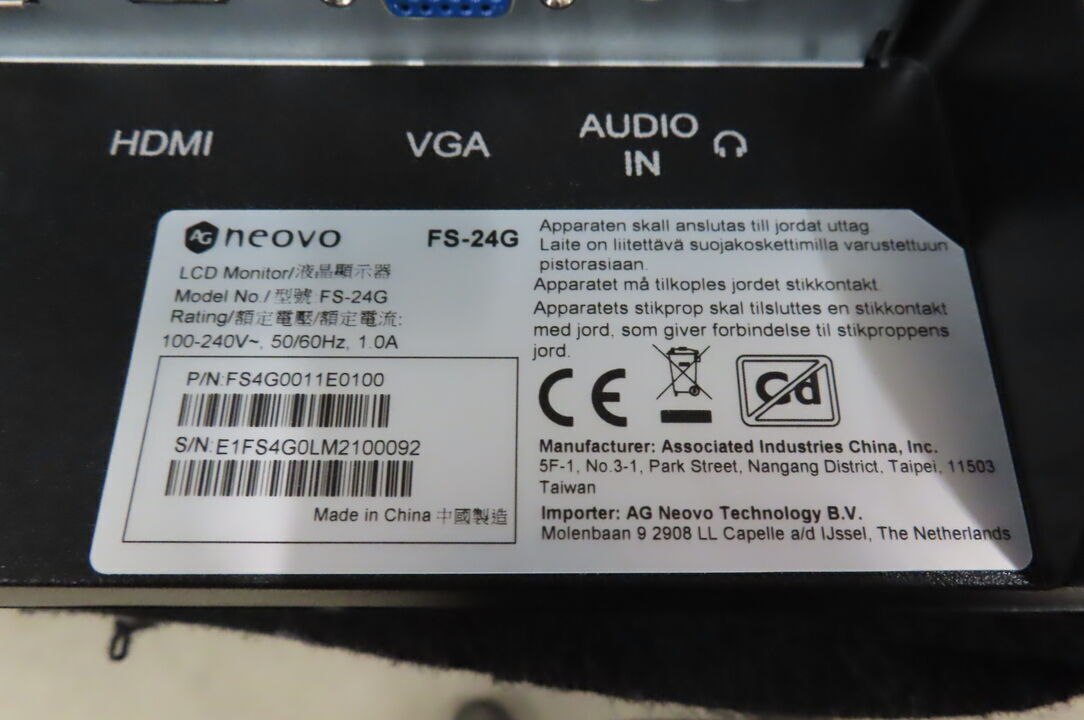 HDMI
VGA
AUDIO
IN
AG neovo
FS-24G
LCD Monitor/液晶顯示器
Model No./型號:FS-24G
Rating/額定電壓/額定電流:
100-240V~, 50/60Hz, 1.0A
P/N:FS4G0011E0100
S/N:E1FS4G0LM2100092
Made in China 中國製造
Apparaten skall anslutas till jordat uttag.
Laite on liitettävä suojakoskettimilla varustettuun
pistorasiaan.
Apparatet må tilkoples jordet stikkontakt.
Apparatets stikprop skal tilsluttes en stikkontakt
med jord, som giver forbindelse til stikproppens
jord.
CE
Cd
Manufacturer: Associated Industries China, Inc.
5F-1, No.3-1, Park Street, Nangang District, Taipei, 11503
Taiwan
Importer: AG Neovo Technology B.V.
Molenbaan 9 2908 LL Capelle a/d IJssel, The Netherlands